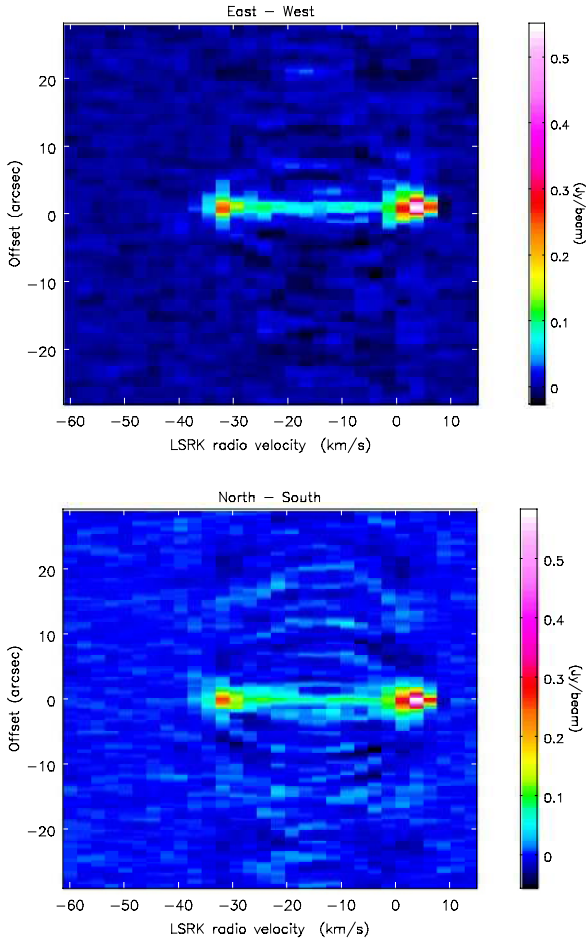 East – West
20
10
0
−10
−20
Offset (arcsec)
−60 −50 −40 −30 −20 −10 0 10
LSRK radio velocity (km/s)
0.5
0.4
0.3
0.2
0.1
0
(Jy/beam)
North – South
20
10
0
−10
−20
Offset (arcsec)
−60 −50 −40 −30 −20 −10 0 10
LSRK radio velocity (km/s)
0.5
0.4
0.3
0.2
0.1
0
(Jy/beam)